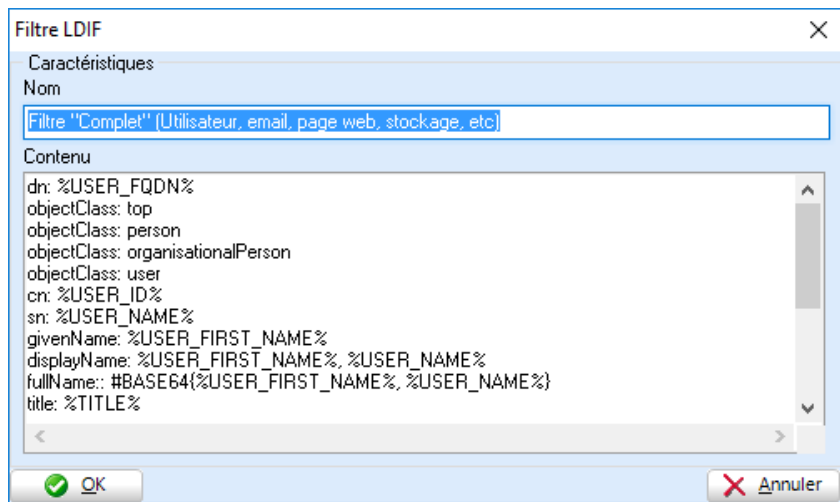 Filtre LDIF
Caractéristiques
Nom
Filtre "Complet" (Utilisateur, email, page web, stockage, etc)
Contenu
dn: %USER_FQDN%
objectClass: top
objectClass: person
objectClass: organisationalPerson
objectClass: user
cn: %USER_ID%
sn: %USER_NAME%
givenName: %USER_FIRST_NAME%
displayName: %USER_FIRST_NAME%, %USER_NAME%
fullName:: #BASE64{%USER_FIRST_NAME%, %USER_NAME%}
title: %TITLE%
OK Annuler